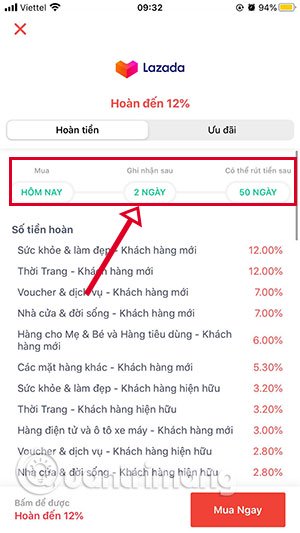 Viettel
09:32
94%
Lazada
Hoàn đến 12%
Hoàn tiền
Ưu đãi
Mua
Ghi nhận sau
Có thể rút tiền sau
HÔM NAY
2 NGÀY
50 NGÀY
Số tiền hoàn
Sức khỏe & làm đẹp - Khách hàng mới 12.00%
Thời Trang - Khách hàng mới 12.00%
Voucher & dịch vụ - Khách hàng mới 7.00%
Nhà cửa & đời sống - Khách hàng mới 7.00%
Hàng cho Mẹ & Bé và Hàng tiêu dùng - Khách
hàng mới 6.00%
Các mặt hàng khác - Khách hàng mới 5.30%
Sức khỏe & làm đẹp - Khách hàng hiện hữu 3.20%
Thời Trang - Khách hàng hiện hữu 3.20%
Hàng điện tử và ô tô xe máy - Khách hàng mới 3.00%
Voucher & dịch vụ - Khách hàng hiện hữu 2.80%
Nhà cửa & đời sống - Khách hàng hiện hữu 2.80%
quantrimang
Bấm để được
Hoàn đến 12%
Mua Ngay